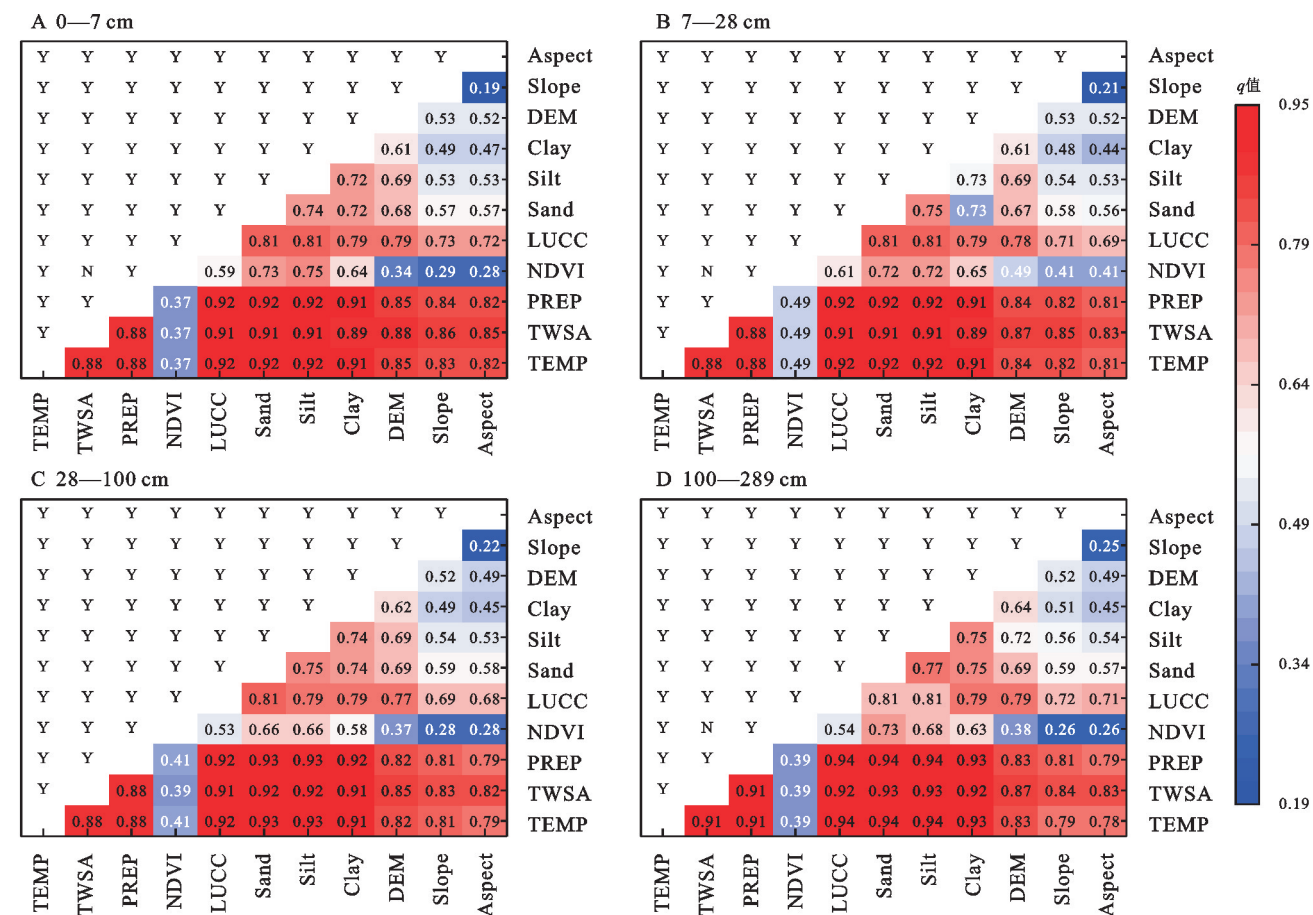 A 0—7 cm
Y Y Y Y Y Y Y Y Y Y Aspect
Y Y Y Y Y Y Y Y Y 0.19 Slope
Y Y Y Y Y Y Y Y 0.53 0.52 DEM
Y Y Y Y Y Y Y 0.61 0.49 0.47 Clay
Y Y Y Y Y Y 0.72 0.69 0.53 0.53 Silt
Y Y Y Y Y 0.74 0.72 0.68 0.57 0.57 Sand
Y Y Y Y 0.81 0.81 0.79 0.79 0.73 0.72 LUCC
Y N Y 0.59 0.73 0.75 0.64 0.34 0.29 0.28 NDVI
Y Y 0.37 0.92 0.92 0.92 0.91 0.85 0.84 0.82 PREP
Y 0.88 0.37 0.91 0.91 0.91 0.89 0.88 0.86 0.85 TWSA
0.88 0.88 0.37 0.92 0.92 0.92 0.91 0.85 0.83 0.82 TEMP
TEMP TWSA PREP NDVI LUCC Sand Silt Clay DEM Slope Aspect
B 7—28 cm
Y Y Y Y Y Y Y Y Y Y Aspect
Y Y Y Y Y Y Y Y Y 0.21 Slope
Y Y Y Y Y Y Y Y 0.53 0.52 DEM
Y Y Y Y Y Y Y 0.61 0.48 0.44 Clay
Y Y Y Y Y Y 0.73 0.69 0.54 0.53 Silt
Y Y Y Y Y 0.75 0.73 0.67 0.58 0.56 Sand
Y Y Y Y 0.81 0.81 0.79 0.78 0.71 0.69 LUCC
Y N Y 0.61 0.72 0.72 0.65 0.49 0.41 0.41 NDVI
Y Y 0.49 0.92 0.92 0.92 0.91 0.84 0.82 0.81 PREP
Y 0.88 0.49 0.91 0.91 0.91 0.89 0.87 0.85 0.83 TWSA
0.88 0.88 0.49 0.92 0.92 0.92 0.91 0.84 0.82 0.81 TEMP
TEMP TWSA PREP NDVI LUCC Sand Silt Clay DEM Slope Aspect
q值
0.95
0.79
0.64
0.49
0.34
0.19
C 28—100 cm
Y Y Y Y Y Y Y Y Y Y Aspect
Y Y Y Y Y Y Y Y Y 0.22 Slope
Y Y Y Y Y Y Y Y 0.52 0.49 DEM
Y Y Y Y Y Y Y 0.62 0.49 0.45 Clay
Y Y Y Y Y Y 0.74 0.69 0.54 0.53 Silt
Y Y Y Y Y 0.75 0.74 0.69 0.59 0.58 Sand
Y Y Y Y 0.81 0.79 0.79 0.77 0.69 0.68 LUCC
Y Y Y 0.53 0.66 0.66 0.58 0.37 0.28 0.28 NDVI
Y Y 0.41 0.92 0.93 0.93 0.92 0.82 0.81 0.79 PREP
Y 0.88 0.39 0.91 0.92 0.92 0.91 0.85 0.83 0.82 TWSA
0.88 0.88 0.41 0.92 0.93 0.93 0.91 0.82 0.81 0.79 TEMP
TEMP TWSA PREP NDVI LUCC Sand Silt Clay DEM Slope Aspect
D 100—289 cm
Y Y Y Y Y Y Y Y Y Y Aspect
Y Y Y Y Y Y Y Y Y 0.25 Slope
Y Y Y Y Y Y Y Y 0.52 0.49 DEM
Y Y Y Y Y Y Y 0.64 0.51 0.45 Clay
Y Y Y Y Y Y 0.75 0.72 0.56 0.54 Silt
Y Y Y Y Y 0.77 0.75 0.69 0.59 0.57 Sand
Y Y Y Y 0.81 0.81 0.79 0.79 0.72 0.71 LUCC
Y N Y 0.54 0.73 0.68 0.63 0.38 0.26 0.26 NDVI
Y Y 0.39 0.94 0.94 0.94 0.93 0.83 0.81 0.79 PREP
Y 0.91 0.39 0.92 0.93 0.93 0.92 0.87 0.84 0.83 TWSA
0.91 0.91 0.39 0.94 0.94 0.94 0.93 0.83 0.79 0.78 TEMP
TEMP TWSA PREP NDVI LUCC Sand Silt Clay DEM Slope Aspect